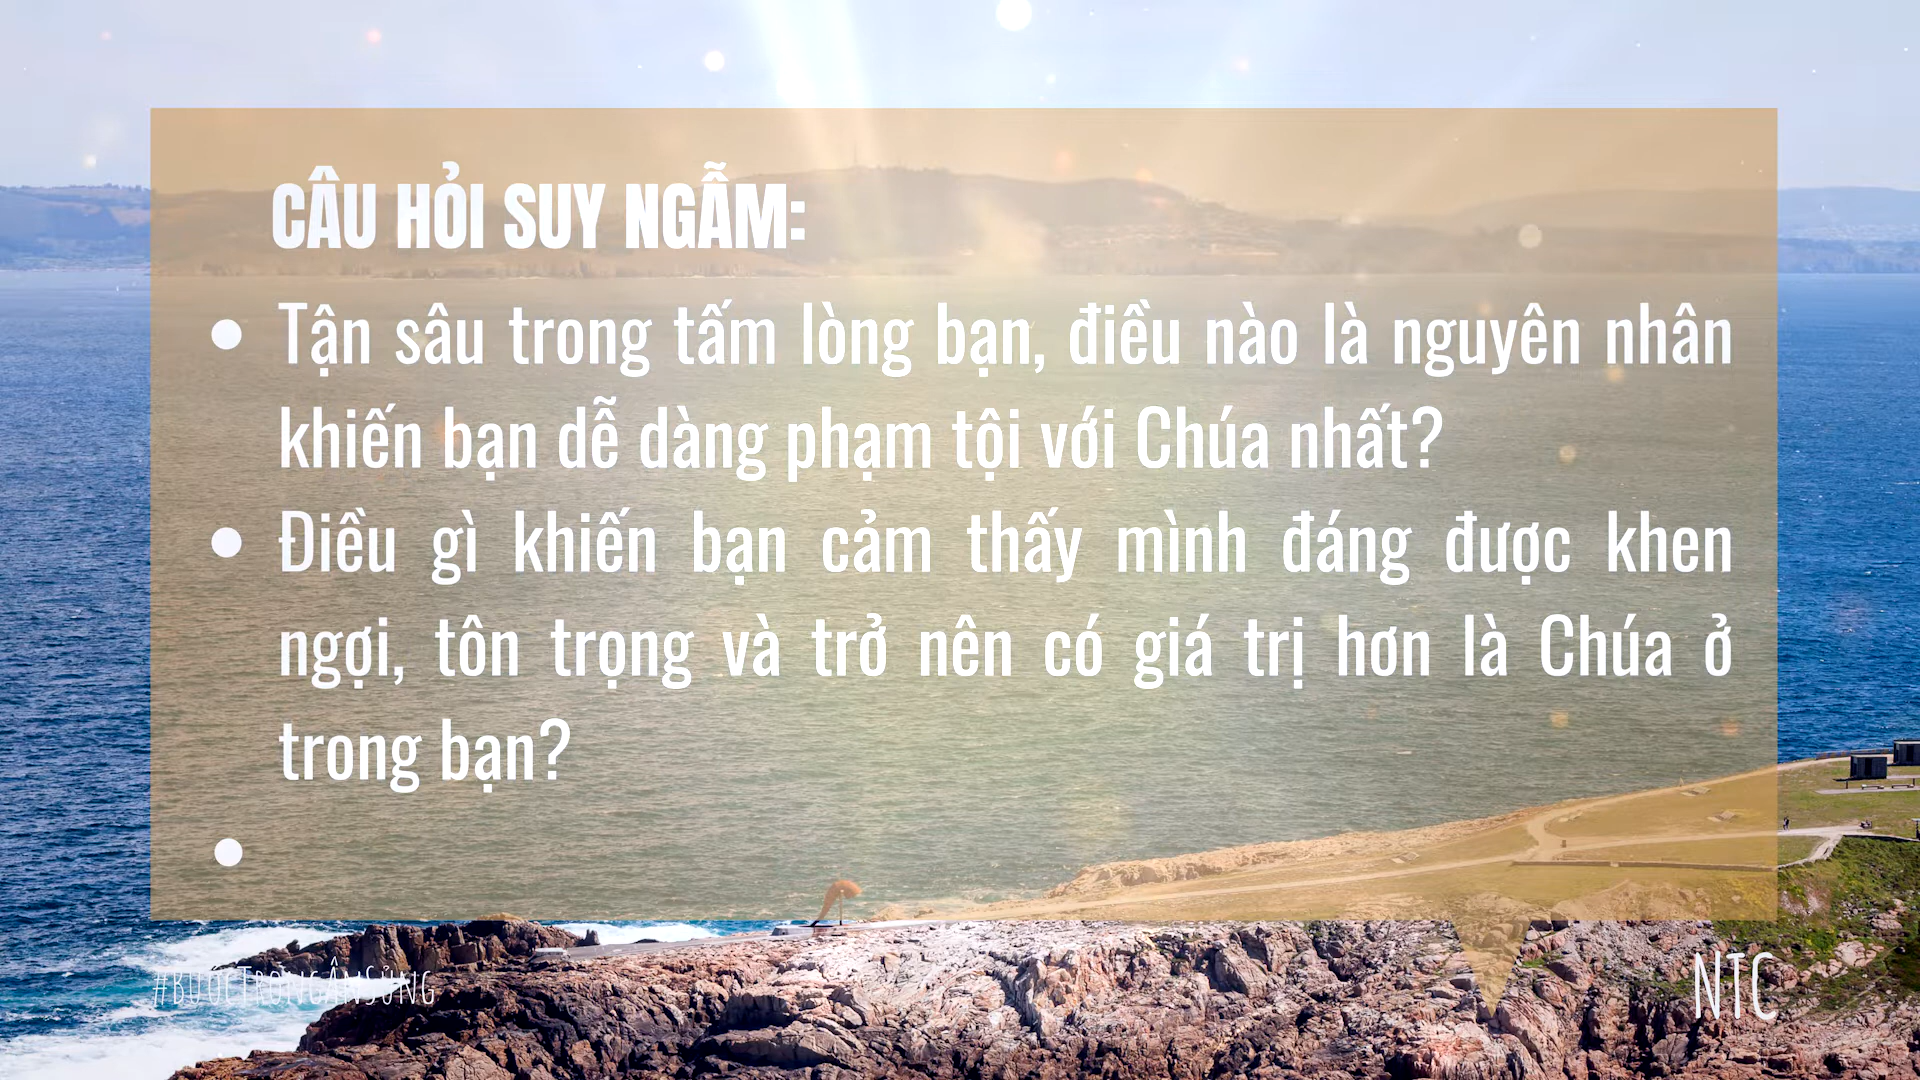 CÂU HỎI SUY NGẪM:
• Tận sâu trong tấm lòng bạn, điều nào là nguyên nhân
khiến bạn dễ dàng phạm tội với Chúa nhất?
• Điều gì khiến bạn cảm thấy mình đáng được khen
ngợi, tôn trọng và trở nên có giá trị hơn là Chúa ở
trong bạn?
•
#BướcTrongÂnSủng
NTC